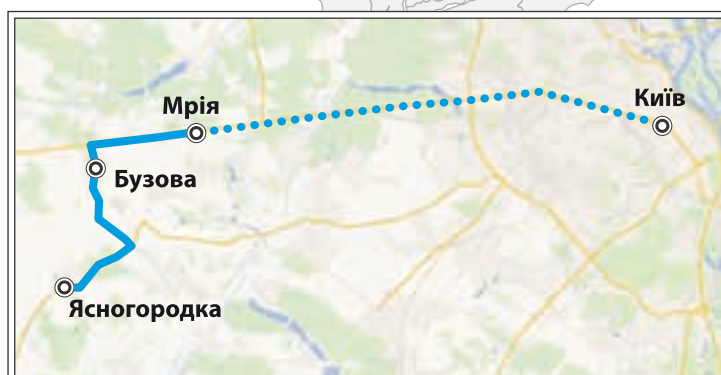 Київ
Мрія
Бузова
Ясногородка